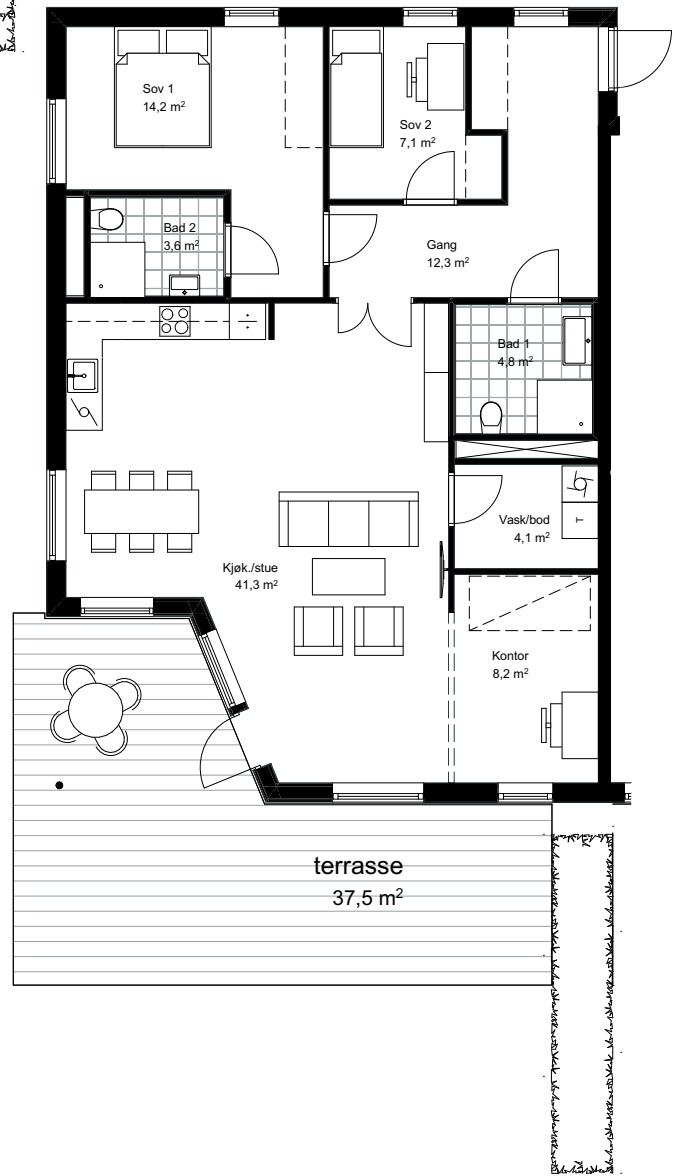 Sov 1
14,2 m²
Sov 2
7,1 m²
Bad 2
3,6 m²
Gang
12,3 m²
Bad 1
4,8 m²
Vask/bod
4,1 m²
T
Kjøk./stue
41,3 m²
Kontor
8,2 m²
terrasse
37,5 m²